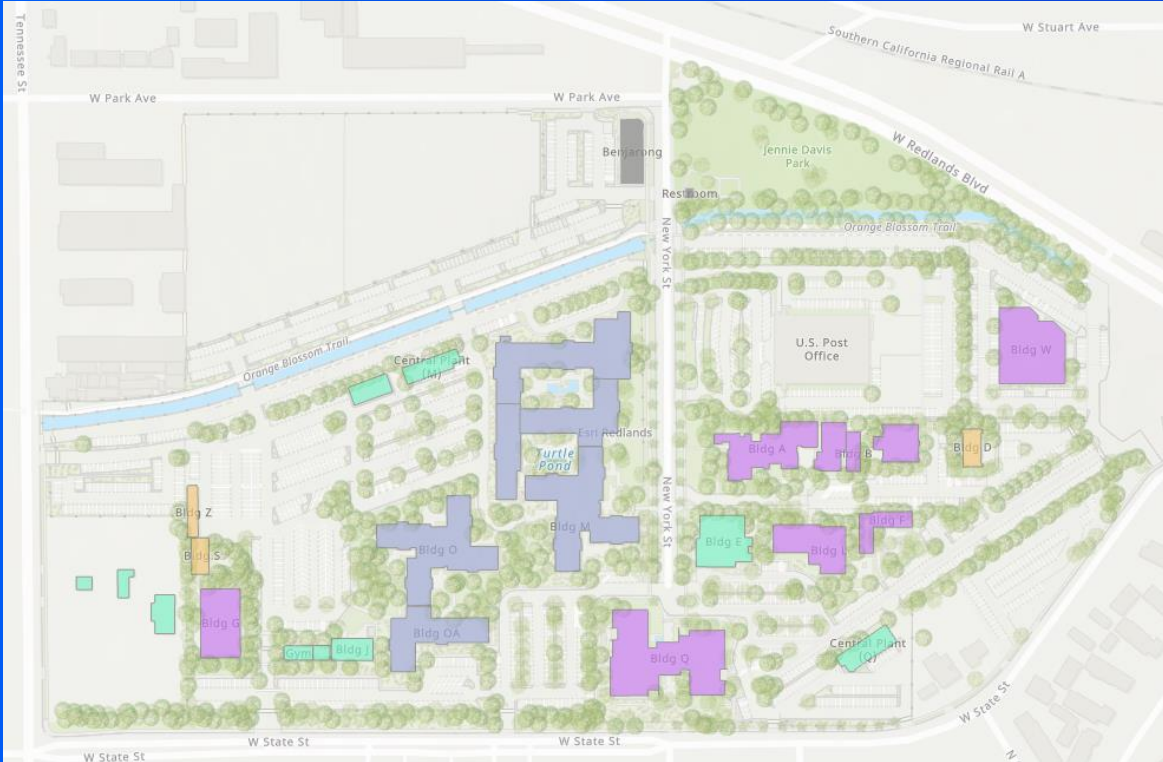 W Stuart Ave
Southern California Regional Rail A
Tennessee St
W Park Ave
W Park Ave
Benjarong
Jennie Davis
Park
W Redlands Blvd
Restroom
Orange Blossom Trail
New York St
U.S. Post
Office
Bldg W
Orange Blossom Trail
Central Plant
(M)
Esri Redlands
Turtle
Pond
Bldg A
Bldg B
Bldg D
New York St
Bldg Z
Bldg M
Bldg F
Bldg O
Bldg E
Bldg L
Bldg S
Bldg G
Bldg OA
Gym
Bldg J
Bldg Q
Central Plant
(Q)
W State St
W State St
W State St
W State St
N